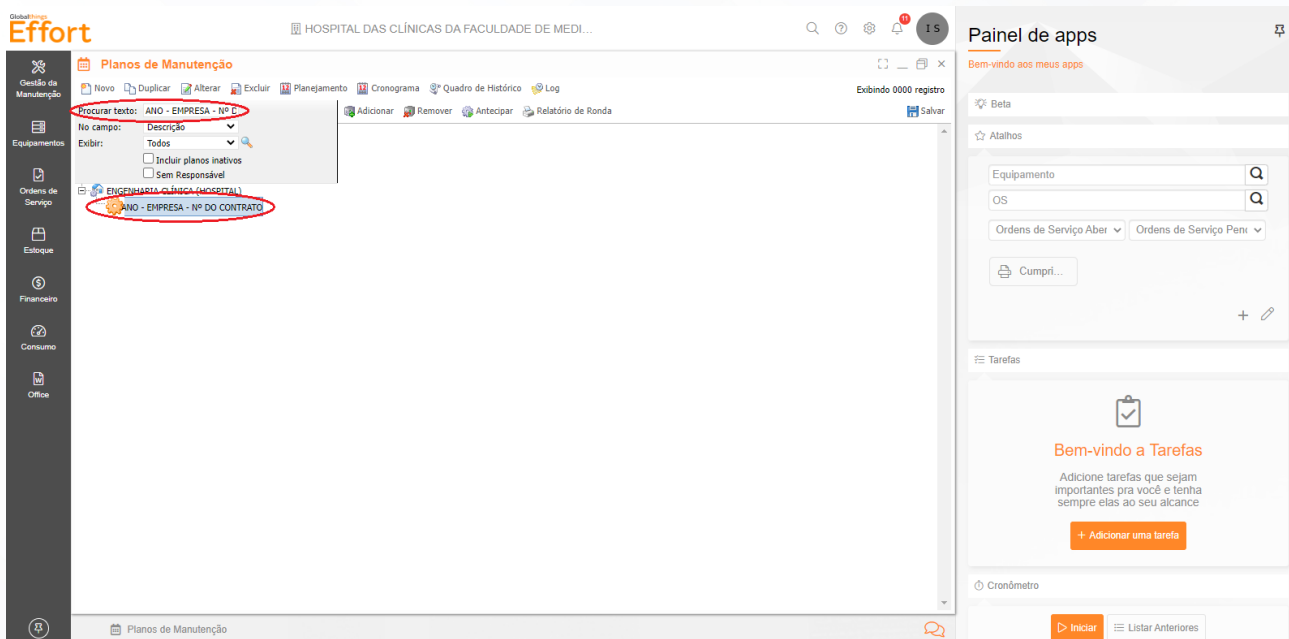 Globalthings
Effort
HOSPITAL DAS CLÍNICAS DA FACULDADE DE MEDI...
11
I S
Gestão da
Manutenção
Equipamentos
Ordens de
Serviço
Estoque
Financeiro
Consumo
Office
Planos de Manutenção
Novo Duplicar Alterar Excluir Planejamento Cronograma Quadro de Histórico Log
Exibindo 0000 registro
Procurar texto: ANO - EMPRESA - Nº D
Adicionar Remover Antecipar Relatório de Ronda
Salvar
No campo: Descrição
Exibir: Todos
Incluir planos inativos
Sem Responsável
ENGENHARIA CLÍNICA (HOSPITAL)
ANO - EMPRESA - Nº DO CONTRATO
Planos de Manutenção
Painel de apps
Bem-vindo aos meus apps
Beta
Atalhos
Equipamento
OS
Ordens de Serviço Aber
Ordens de Serviço Pend
Cumpri...
Tarefas
Bem-vindo a Tarefas
Adicione tarefas que sejam
importantes pra você e tenha
sempre elas ao seu alcance
+ Adicionar uma tarefa
Cronômetro
Iniciar
Listar Anteriores